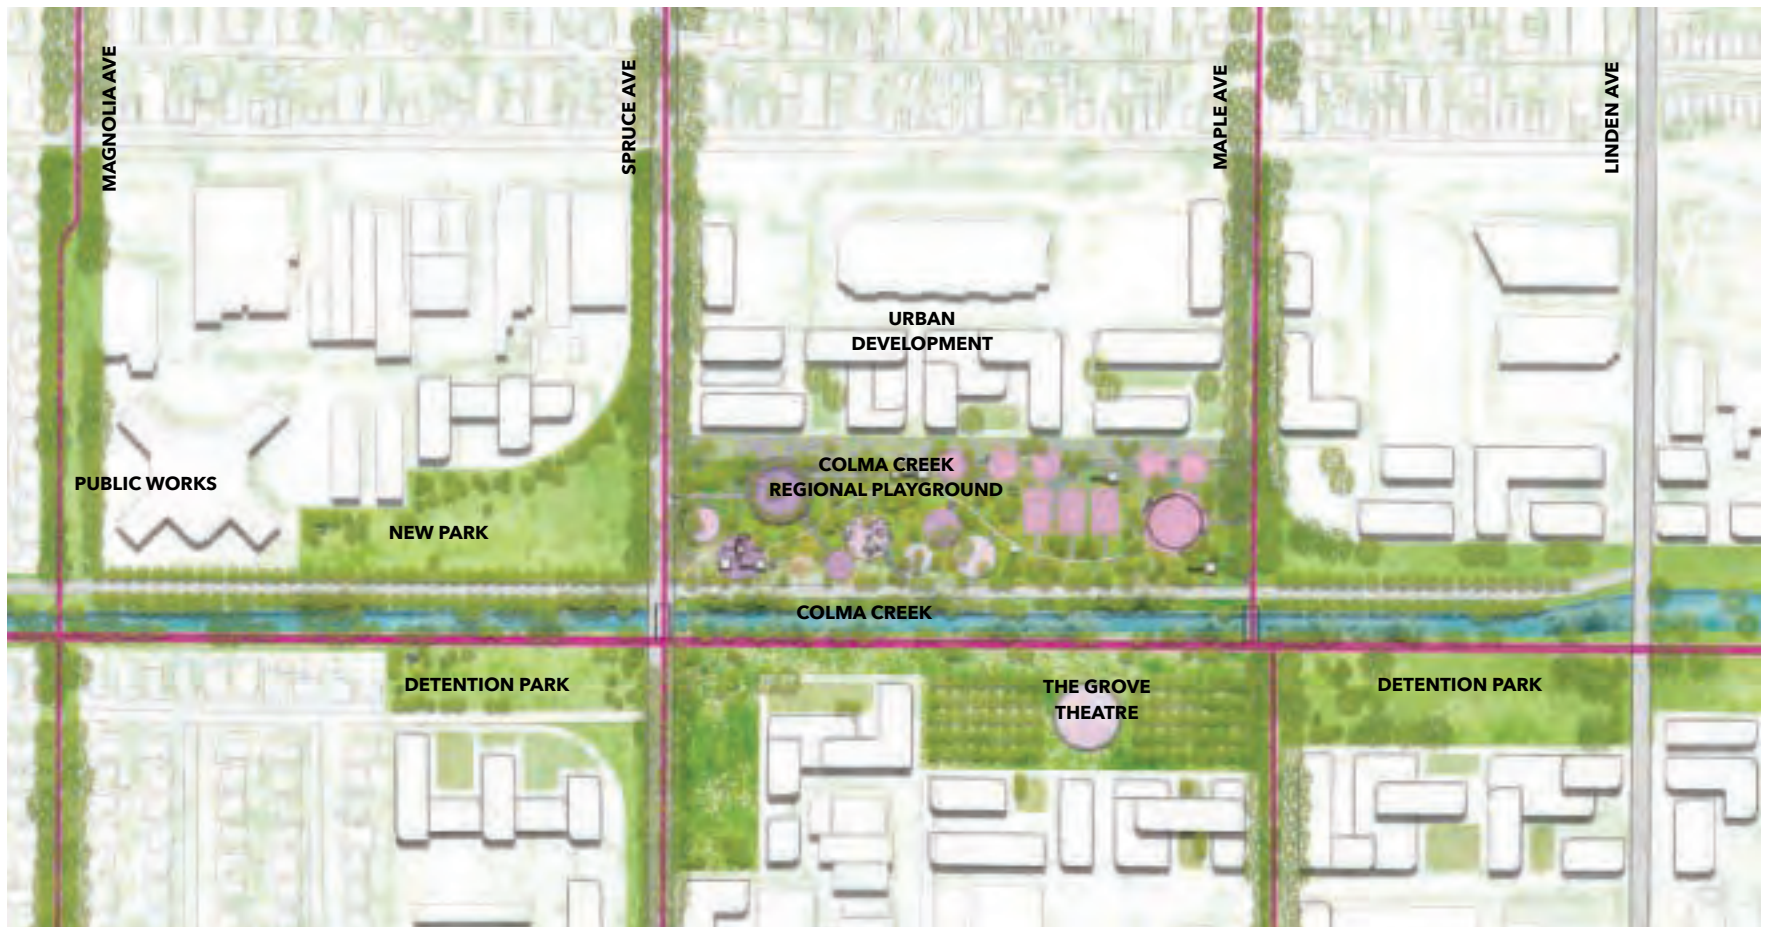 MAGNOLIA AVE
SPRUCE AVE
MAPLE AVE
LINDEN AVE
URBAN
DEVELOPMENT
COLMA CREEK
REGIONAL PLAYGROUND
PUBLIC WORKS
NEW PARK
COLMA CREEK
DETENTION PARK
THE GROVE
THEATRE
DETENTION PARK